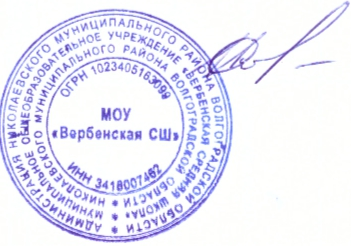 АДМИНИСТРАЦИЯ НИКОЛАЕВСКОГО МУНИЦИПАЛЬНОГО РАЙОНА ВОЛГОГРАДСКОЙ ОБЛАСТИ
МУНИЦИПАЛЬНОЕ ОБЩЕОБРАЗОВАТЕЛЬНОЕ УЧРЕЖДЕНИЕ «ВЕРБЕНСКАЯ СРЕДНЯЯ ШКОЛА»
НИКОЛАЕВСКОГО МУНИЦИПАЛЬНОГО РАЙОНА ВОЛГОГРАДСКОЙ ОБЛАСТИ
ОГРН 1023405163099
МОУ
«Вербенская СШ»
ИНН 3418007462